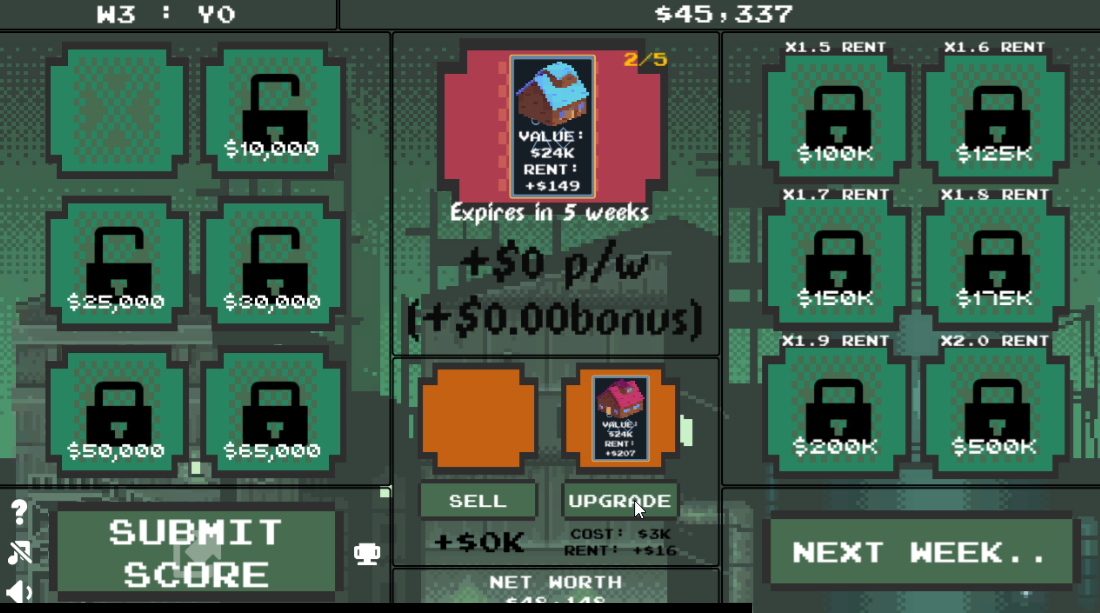 W3 : YO
$45,337
$10,000
$25,000
$30,000
$50,000
$65,000
2/5
VALUE:
$24K
RENT:
+$149
Expires in 5 weeks
+$0 p/w
(+$0.00bonus)
VALUE:
$24K
RENT:
+$207
SELL
UPGRADE
+$0K
COST: $3K
RENT: +$16
NET WORTH
$48,148
X1.5 RENT
X1.6 RENT
$100K
$125K
X1.7 RENT
X1.8 RENT
$150K
$175K
X1.9 RENT
X2.0 RENT
$200K
$500K
?
SUBMIT
SCORE
NEXT WEEK..